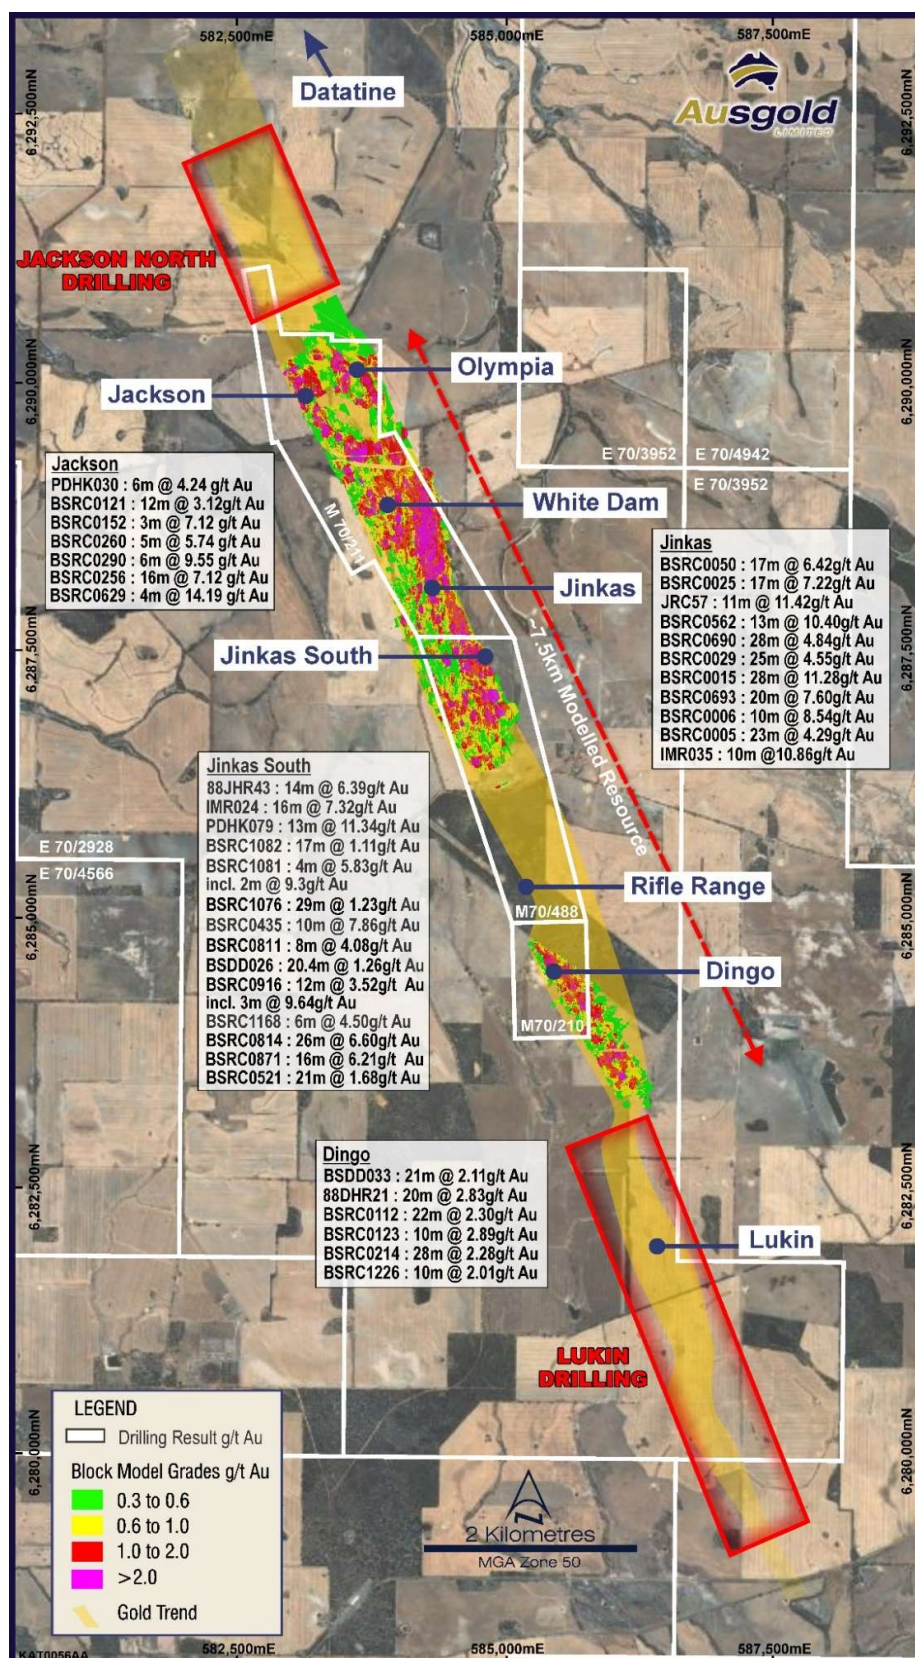 582,500mE
585,000mE
587,500mE
Datatine
Ausgold
LIMITED
6,292,500mN
6,292,500mN
JACKSON NORTH
DRILLING
Olympia
Jackson
6,290,000mN
6,290,000mN
E 70/3952
E 70/4942
E 70/3952
Jackson
PDHK030 : 6m @ 4.24 g/t Au
BSRC0121 : 12m @ 3.12g/t Au
BSRC0152 : 3m @ 7.12 g/t Au
BSRC0260 : 5m @ 5.74 g/t Au
BSRC0290 : 6m @ 9.55 g/t Au
BSRC0256 : 16m @ 7.12 g/t Au
BSRC0629 : 4m @ 14.19 g/t Au
White Dam
M 70/211
Jinkas
Jinkas
BSRC0050 : 17m @ 6.42g/t Au
BSRC0025 : 17m @ 7.22g/t Au
JRC57 : 11m @ 11.42g/t Au
BSRC0562 : 13m @ 10.40g/t Au
BSRC0690 : 28m @ 4.84g/t Au
BSRC0029 : 25m @ 4.55g/t Au
BSRC0015 : 28m @ 11.28g/t Au
BSRC0693 : 20m @ 7.60g/t Au
BSRC0006 : 10m @ 8.54g/t Au
BSRC0005 : 23m @ 4.29g/t Au
IMR035 : 10m @10.86g/t Au
Jinkas South
6,287,500mN
6,287,500mN
~7.5km Modelled Resource
Jinkas South
88JHR43 : 14m @ 6.39g/t Au
IMR024 : 16m @ 7.32g/t Au
PDHK079 : 13m @ 11.34g/t Au
BSRC1082 : 17m @ 1.11g/t Au
BSRC1081 : 4m @ 5.83g/t Au
incl. 2m @ 9.3g/t Au
BSRC1076 : 29m @ 1.23g/t Au
BSRC0435 : 10m @ 7.86g/t Au
BSRC0811 : 8m @ 4.08g/t Au
BSDD026 : 20.4m @ 1.26g/t Au
BSRC0916 : 12m @ 3.52g/t Au
incl. 3m @ 9.64g/t Au
BSRC1168 : 6m @ 4.50g/t Au
BSRC0814 : 26m @ 6.60g/t Au
BSRC0871 : 16m @ 6.21g/t Au
BSRC0521 : 21m @ 1.68g/t Au
E 70/2928
E 70/4566
Rifle Range
M70/488
6,285,000mN
6,285,000mN
Dingo
M70/210
Dingo
BSDD033 : 21m @ 2.11g/t Au
88DHR21 : 20m @ 2.83g/t Au
BSRC0112 : 22m @ 2.30g/t Au
BSRC0123 : 10m @ 2.89g/t Au
BSRC0214 : 28m @ 2.28g/t Au
BSRC1226 : 10m @ 2.01g/t Au
6,282,500mN
6,282,500mN
Lukin
LUKIN
DRILLING
LEGEND
Drilling Result g/t Au
Block Model Grades g/t Au
0.3 to 0.6
0.6 to 1.0
1.0 to 2.0
>2.0
Gold Trend
6,280,000mN
6,280,000mN
2 Kilometres
MGA Zone 50
KAT0056AA
582,500mE
585,000mE
587,500mE